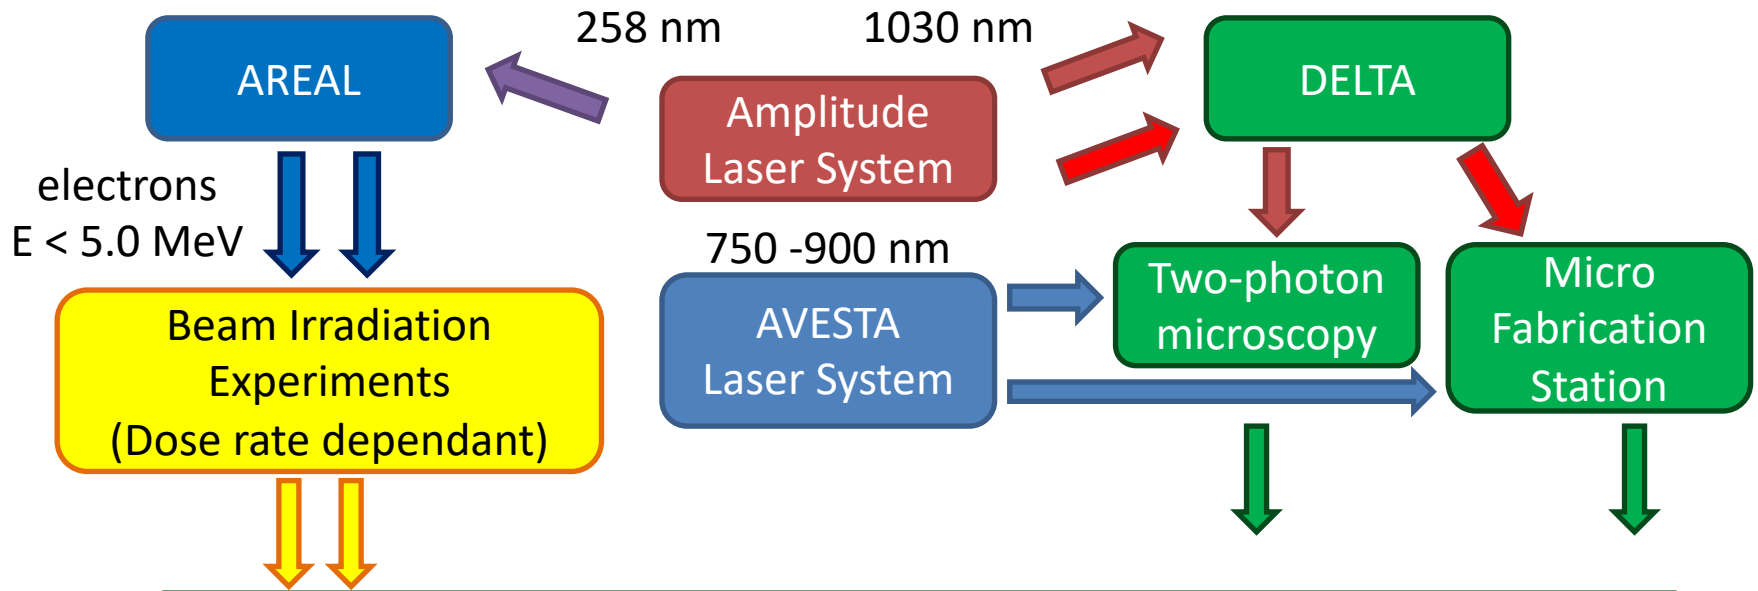 258 nm
1030 nm
AREAL
Amplitude
Laser System
DELTA
electrons
E < 5.0 MeV
750 -900 nm
Beam Irradiation
Experiments
(Dose rate dependant)
AVESTA
Laser System
Two-photon
microscopy
Micro
Fabrication
Station